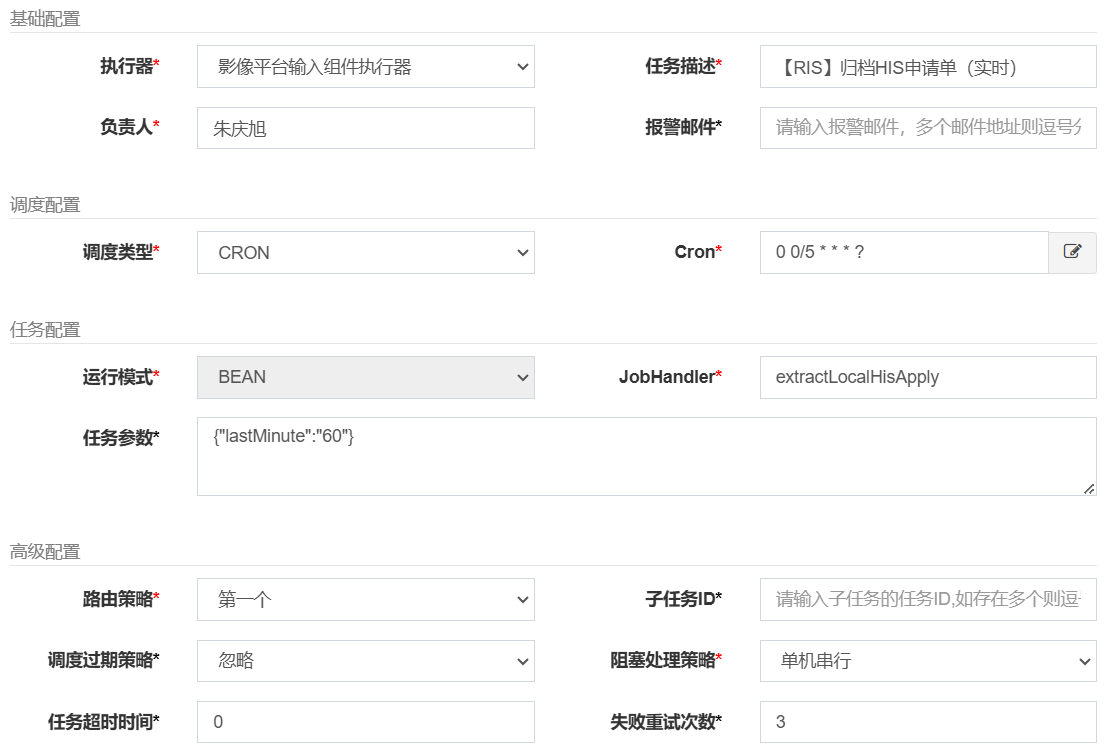 基础配置
执行器* 影像平台输入组件执行器 任务描述* 【RIS】归档HIS申请单（实时）
负责人* 朱庆旭 报警邮件* 请输入报警邮件，多个邮件地址则逗号分
调度配置
调度类型* CRON Cron* 0 0/5 * * * ?
任务配置
运行模式* BEAN JobHandler* extractLocalHisApply
任务参数* {"lastMinute":"60"}
高级配置
路由策略* 第一个 子任务ID* 请输入子任务的任务ID,如存在多个则逗
调度过期策略* 忽略 阻塞处理策略* 单机串行
任务超时时间* 0 失败重试次数* 3